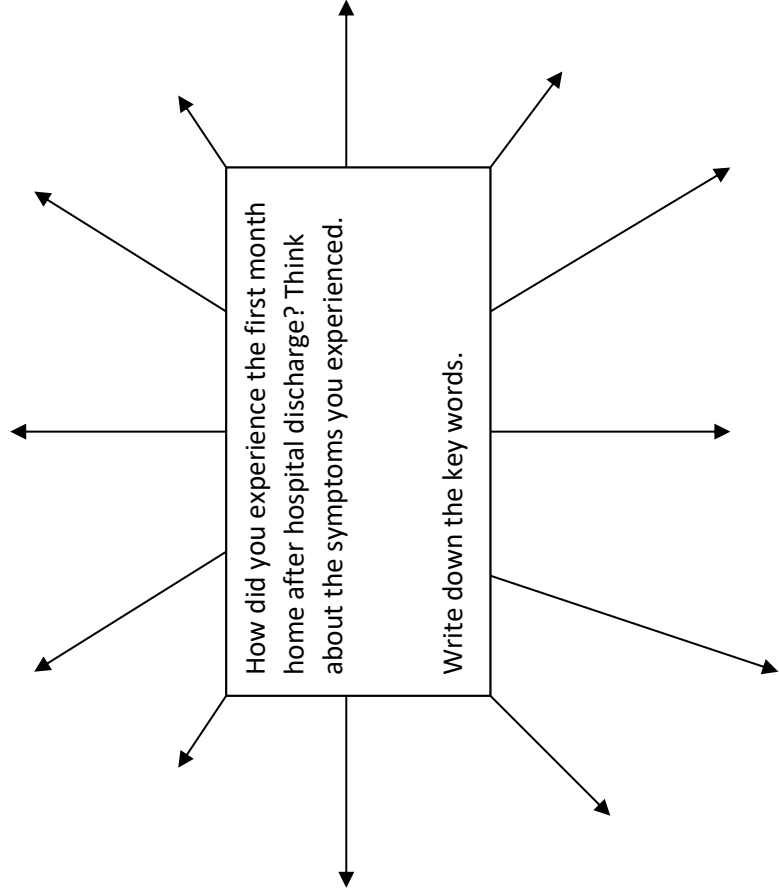 How did you experience the first month
home after hospital discharge? Think
about the symptoms you experienced.
Write down the key words.